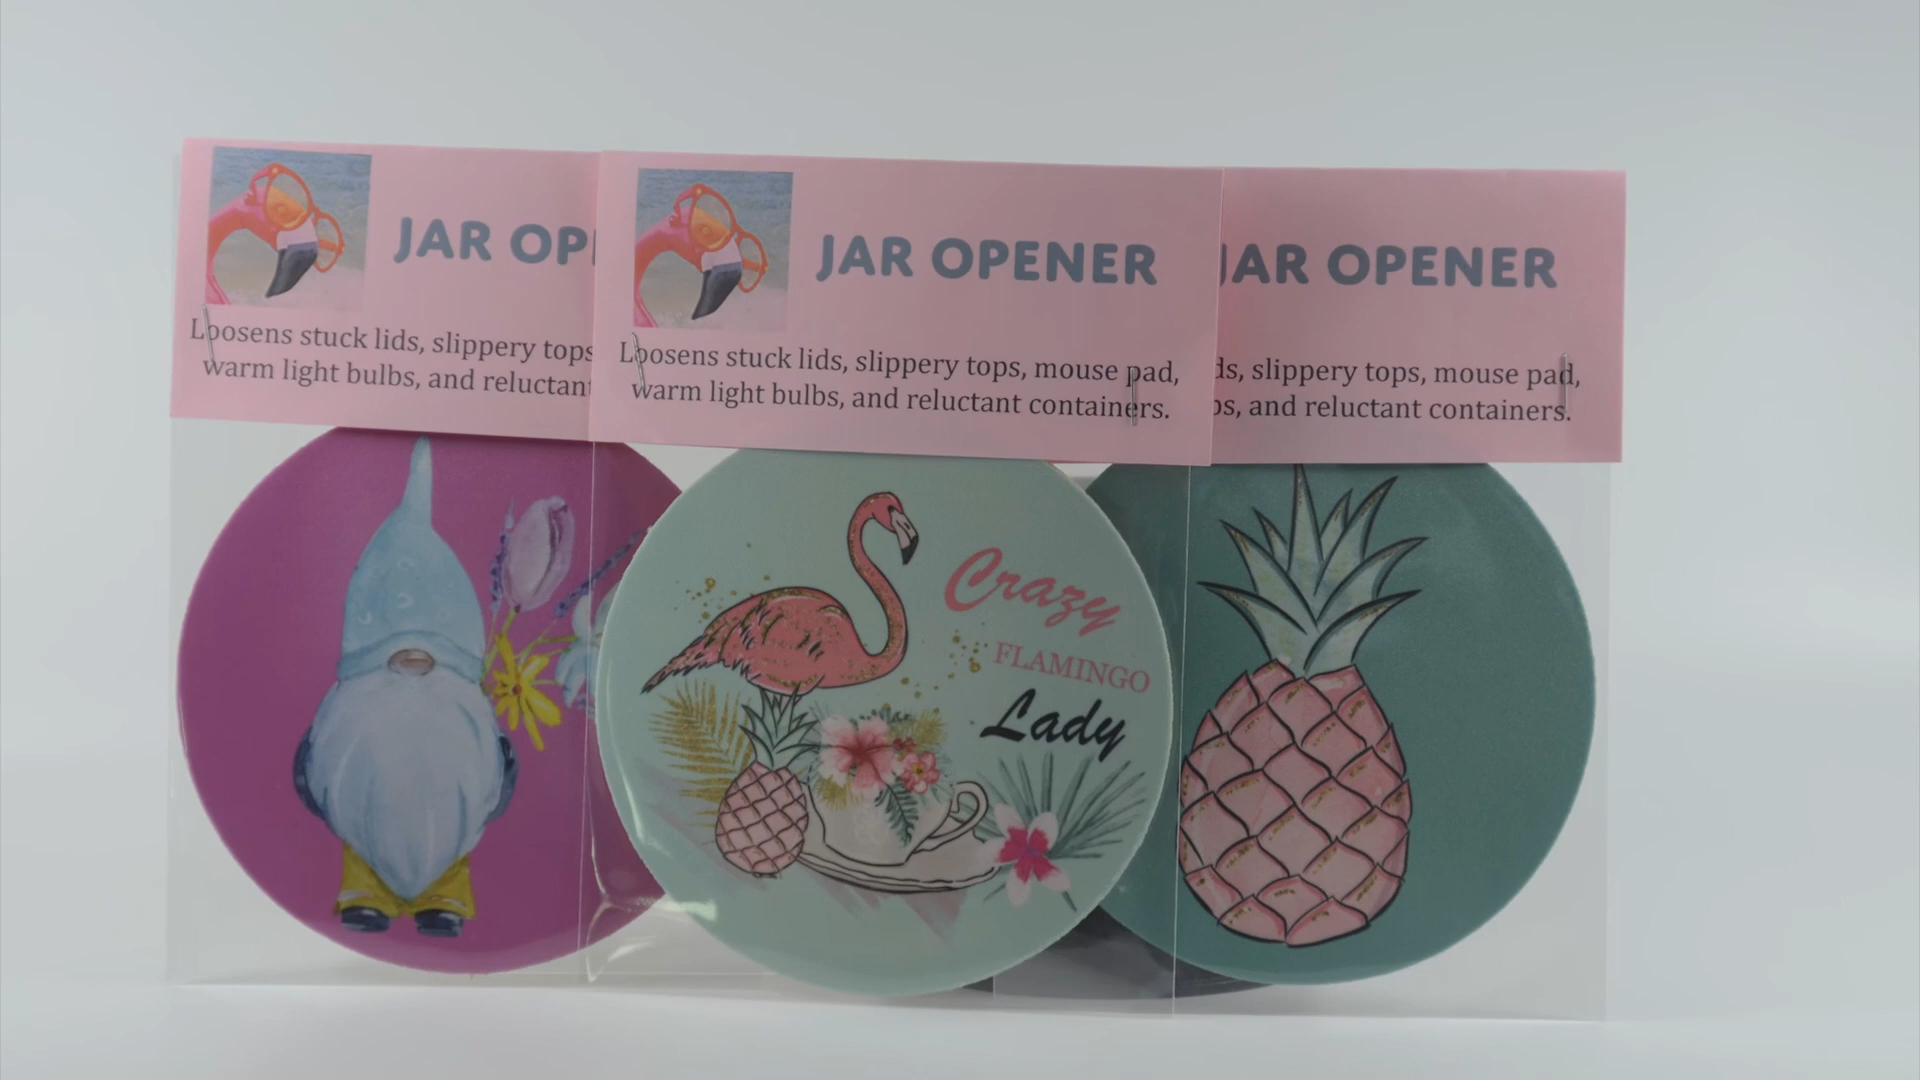 JAR OP
Loosens stuck lids, slippery tops
warm light bulbs, and reluctant
JAR OPENER
Loosens stuck lids, slippery tops, mouse pad,
warm light bulbs, and reluctant containers.
JAR OPENER
ds, slippery tops, mouse pad,
bs, and reluctant containers.
Crazy
FLAMINGO
Lady